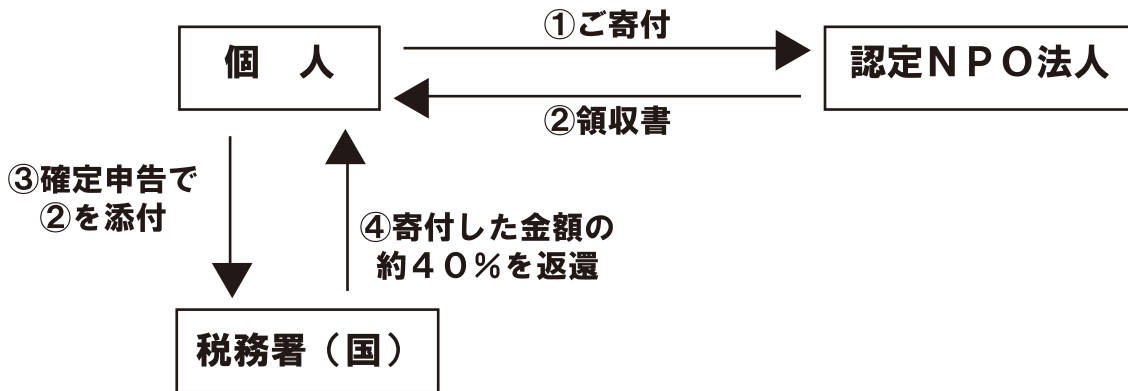 ①ご寄付
個　人
認定ＮＰＯ法人
②領収書
③確定申告で
②を添付
④寄付した金額の
約４０％を返還
税務署（国）